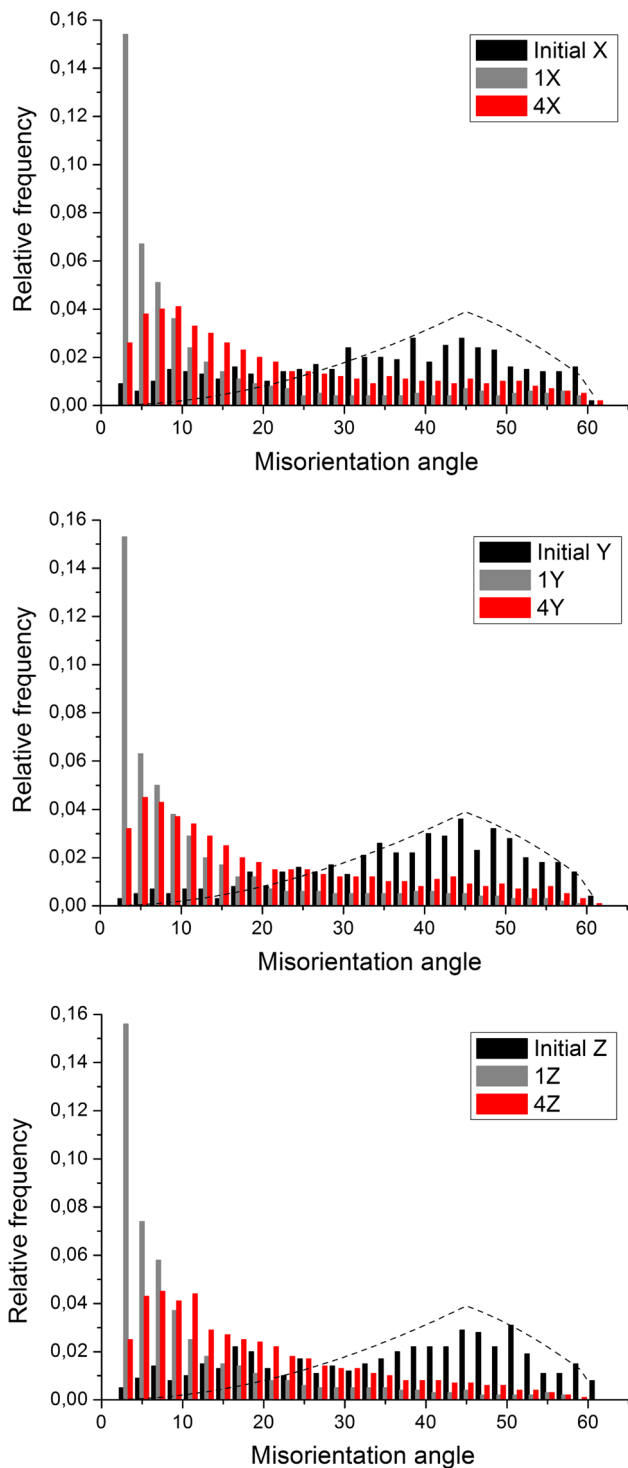 0,16
0,14
0,12
0,10
0,08
0,06
0,04
0,02
0,00
Relative frequency
Initial X
1X
4X
0 10 20 30 40 50 60
Misorientation angle
0,16
0,14
0,12
0,10
0,08
0,06
0,04
0,02
0,00
Relative frequency
Initial Y
1Y
4Y
0 10 20 30 40 50 60
Misorientation angle
0,16
0,14
0,12
0,10
0,08
0,06
0,04
0,02
0,00
Relative frequency
Initial Z
1Z
4Z
0 10 20 30 40 50 60
Misorientation angle